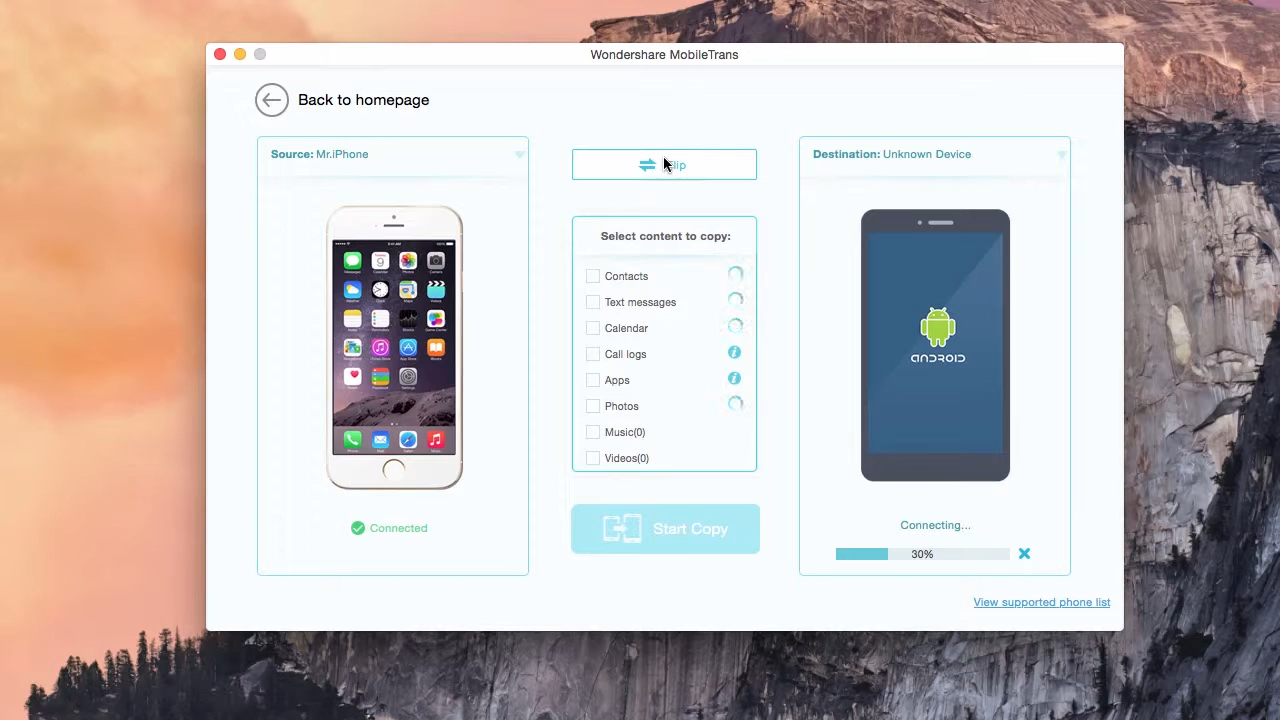 Wondershare MobileTrans
Back to homepage
Source: Mr.iPhone
Destination: Unknown Device
Select content to copy:
Contacts
Text messages
Calendar
Call logs
Apps
Photos
Music(0)
Videos(0)
ANDROID
Connected
Start Copy
Connecting...
30%
View supported phone list